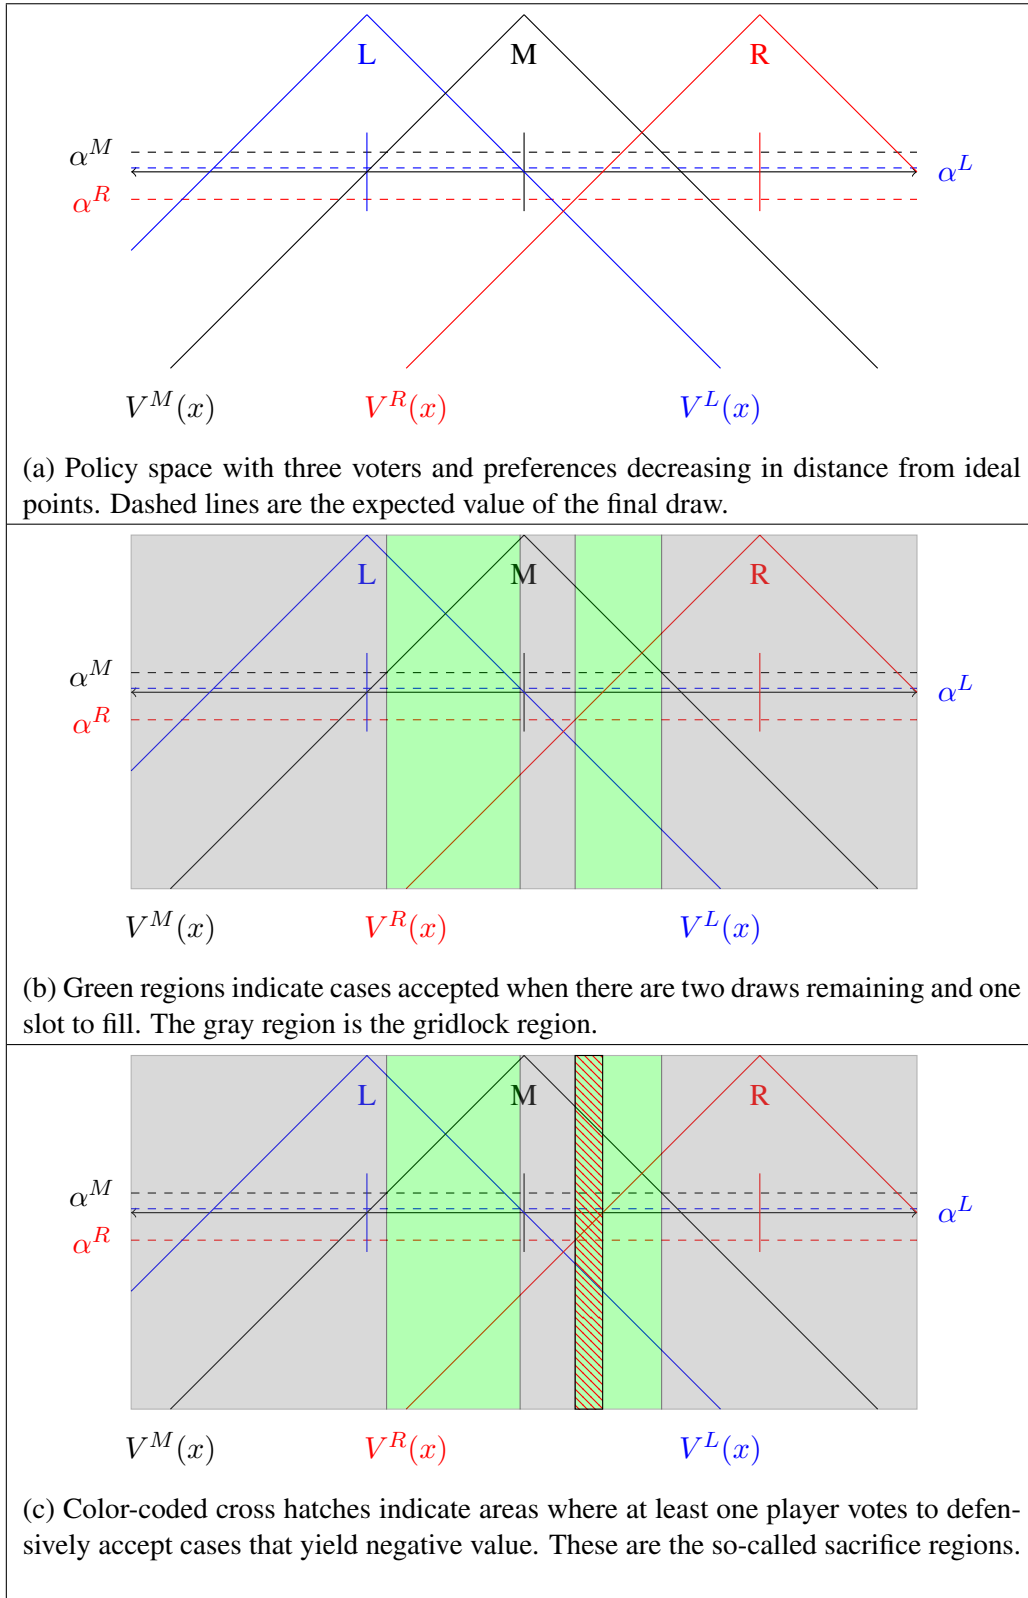 L M R
α^M
α^L
α^R
V^M(x) V^R(x) V^L(x)
(a) Policy space with three voters and preferences decreasing in distance from ideal
points. Dashed lines are the expected value of the final draw.
L M R
α^M
α^L
α^R
V^M(x) V^R(x) V^L(x)
(b) Green regions indicate cases accepted when there are two draws remaining and one
slot to fill. The gray region is the gridlock region.
L M R
α^M
α^L
α^R
V^M(x) V^R(x) V^L(x)
(c) Color-coded cross hatches indicate areas where at least one player votes to defen-
sively accept cases that yield negative value. These are the so-called sacrifice regions.